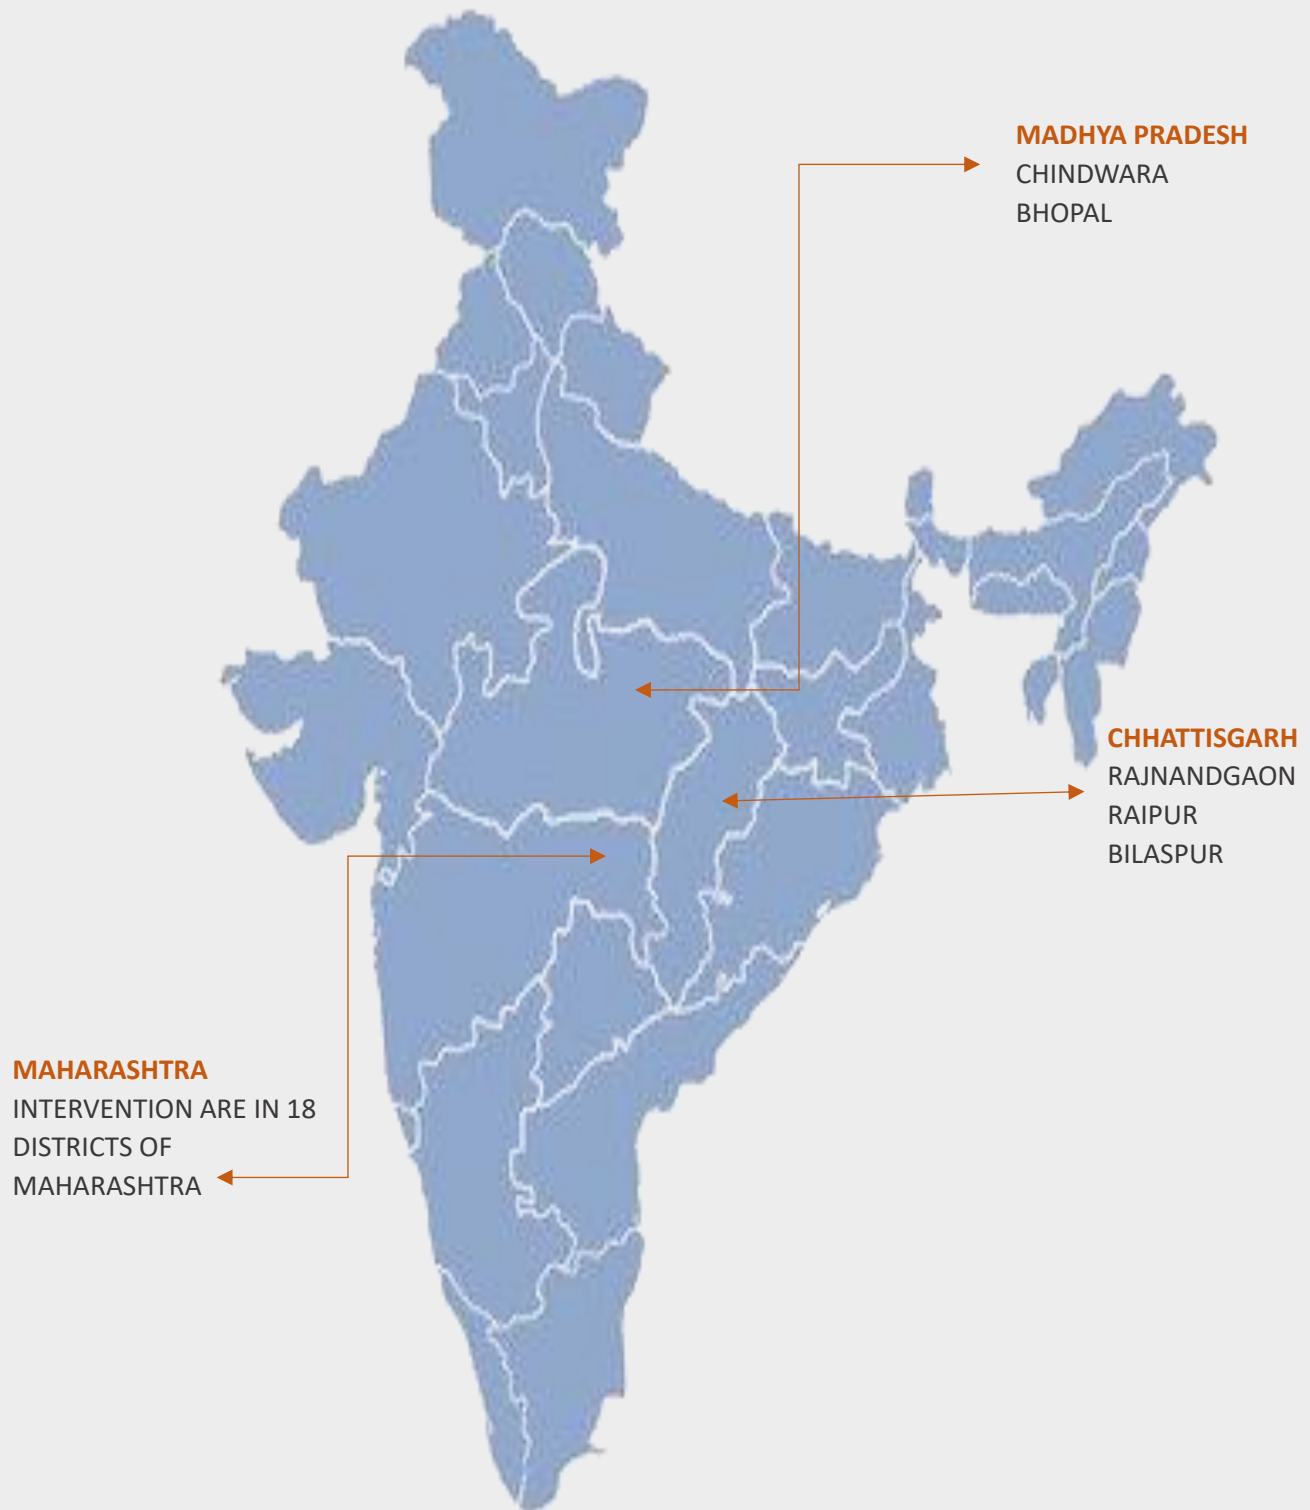 MADHYA PRADESH
CHINDWARA
BHOPAL
CHHATTISGARH
RAJNANDGAON
RAIPUR
BILASPUR
MAHARASHTRA
INTERVENTION ARE IN 18
DISTRICTS OF
MAHARASHTRA